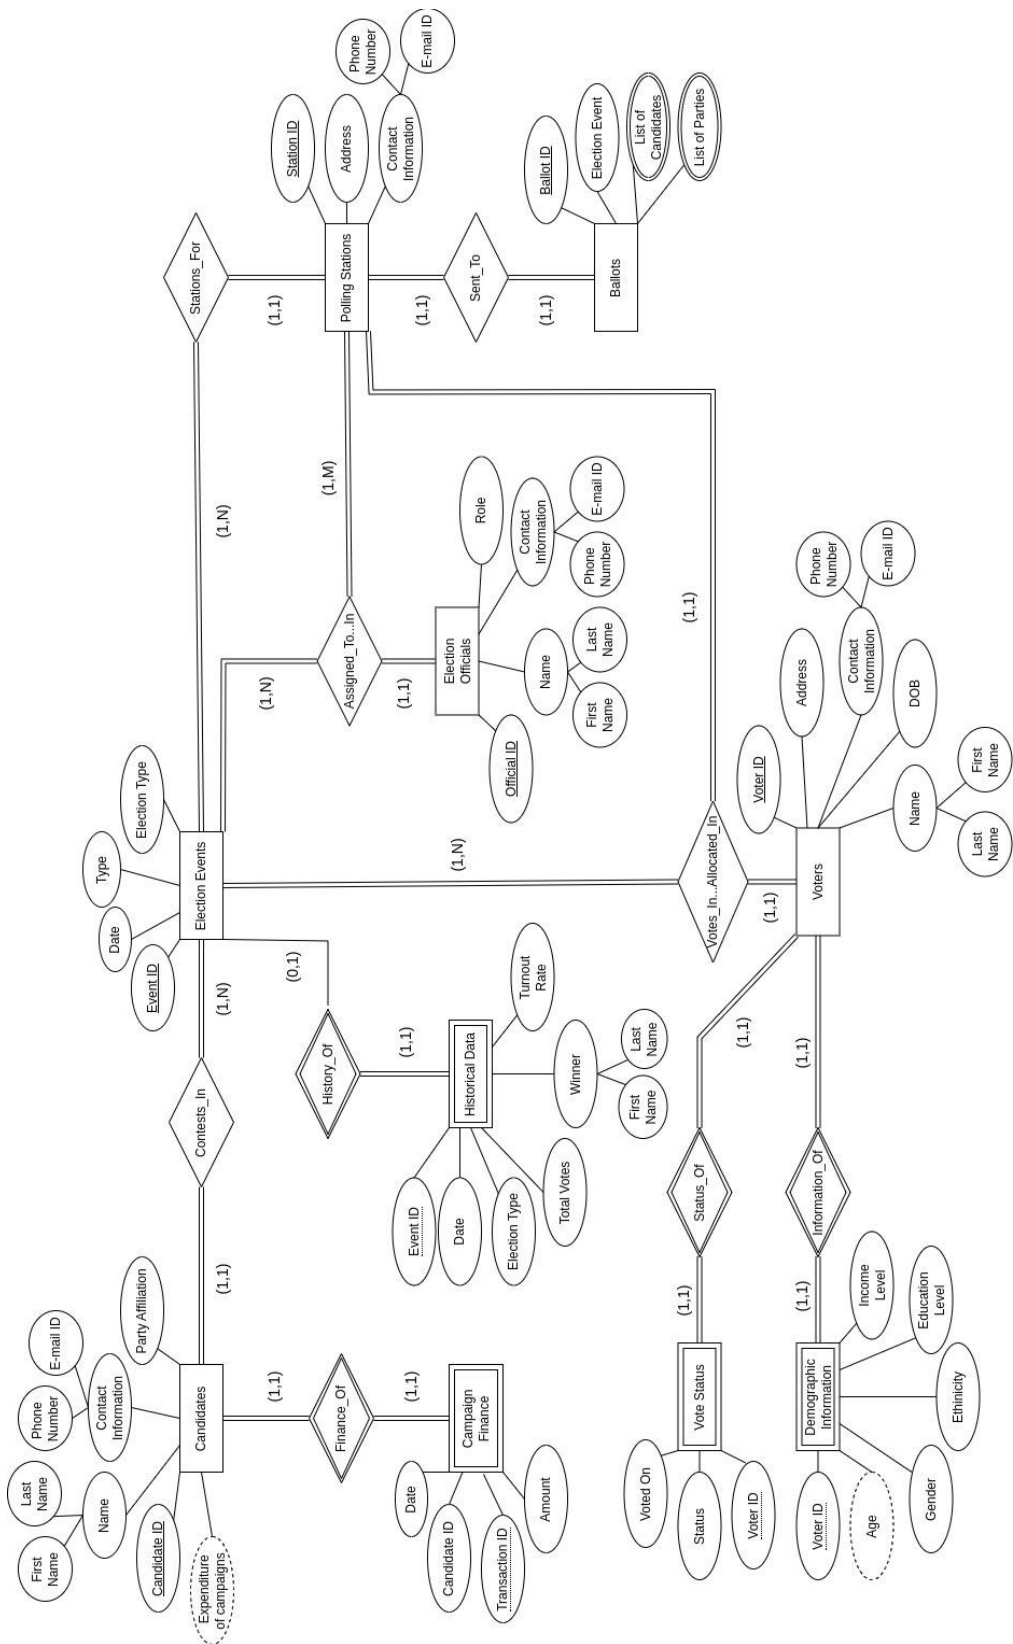 First
Name
Last
Name
Phone
Number
E-mail ID
Name
Contact
Information
Party Affiliation
Candidate ID
Expenditure
of campaigns
Candidates
(1,1)
Contests_In
(1,N)
Event ID
Date
Type
Election Type
Election Events
(1,N)
Stations_For
(1,1)
Station ID
Address
Contact
Information
Phone
Number
E-mail ID
Polling Stations
(1,1)
Finance_Of
(1,1)
Date
Candidate ID
Transaction ID
Amount
Campaign
Finance
(0,1)
History_Of
(1,1)
Historical Data
Event ID
Date
Election Type
Total Votes
Winner
First
Name
Last
Name
Turnout
Rate
(1,N)
Assigned_To...In
(1,M)
(1,1)
Election
Officials
Official ID
Name
First
Name
Last
Name
Contact
Information
Phone
Number
E-mail ID
Role
(1,1)
Sent_To
(1,1)
Ballots
Ballot ID
Election Event
List of
Candidates
List of Parties
(1,N)
Votes_In...Allocated_In
(1,1)
(1,1)
Voters
Voter ID
Address
Contact
Information
Phone
Number
E-mail ID
DOB
Name
Last
Name
First
Name
(1,1)
Status_Of
(1,1)
Vote Status
Voted On
Status
Voter ID
(1,1)
Information_Of
(1,1)
Demographic
Information
Voter ID
Age
Gender
Ethinicity
Education
Level
Income
Level